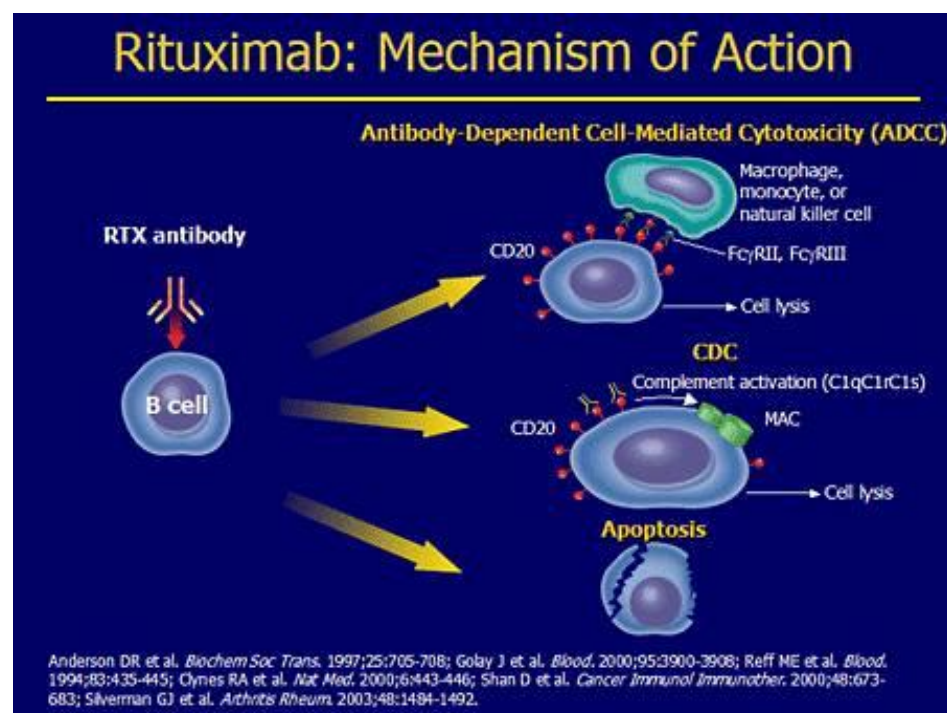 Rituximab: Mechanism of Action
Antibody-Dependent Cell-Mediated Cytotoxicity (ADCC)
Macrophage,
monocyte, or
natural killer cell
RTX antibody
CD20
FcγRII, FcγRIII
Cell lysis
CDC
Complement activation (C1qC1rC1s)
B cell
CD20
MAC
Cell lysis
Apoptosis
Anderson DR et al. Biochem Soc Trans. 1997;25:705-708; Golay J et al. Blood. 2000;95:3900-3908; Reff ME et al. Blood.
1994;83:435-445; Clynes RA et al. Nat Med. 2000;6:443-446; Shan D et al. Cancer Immunol Immunother. 2000;48:673-
683; Silverman GJ et al. Arthritis Rheum. 2003;48:1484-1492.